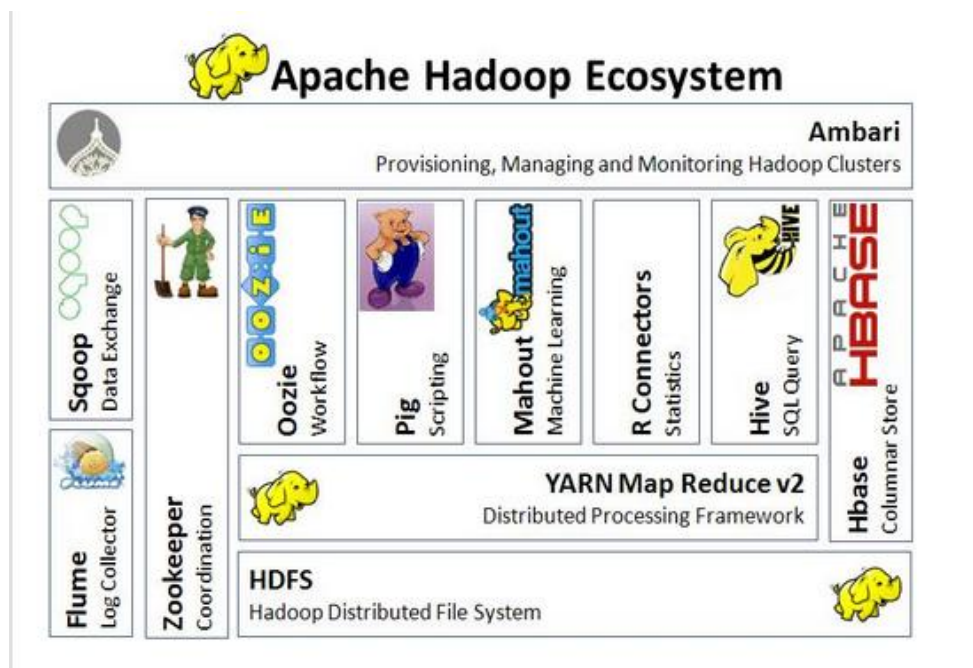 Apache Hadoop Ecosystem
Ambari
Provisioning, Managing and Monitoring Hadoop Clusters
sqoop
Sqoop
Data Exchange
Flume
Log Collector
Zookeeper
Coordination
OOZIE
Oozie
Workflow
Pig
Scripting
mahout
Mahout
Machine Learning
R Connectors
Statistics
HIVE
Hive
SQL Query
APACHE
HBASE
Hbase
Columnar Store
YARN Map Reduce v2
Distributed Processing Framework
HDFS
Hadoop Distributed File System